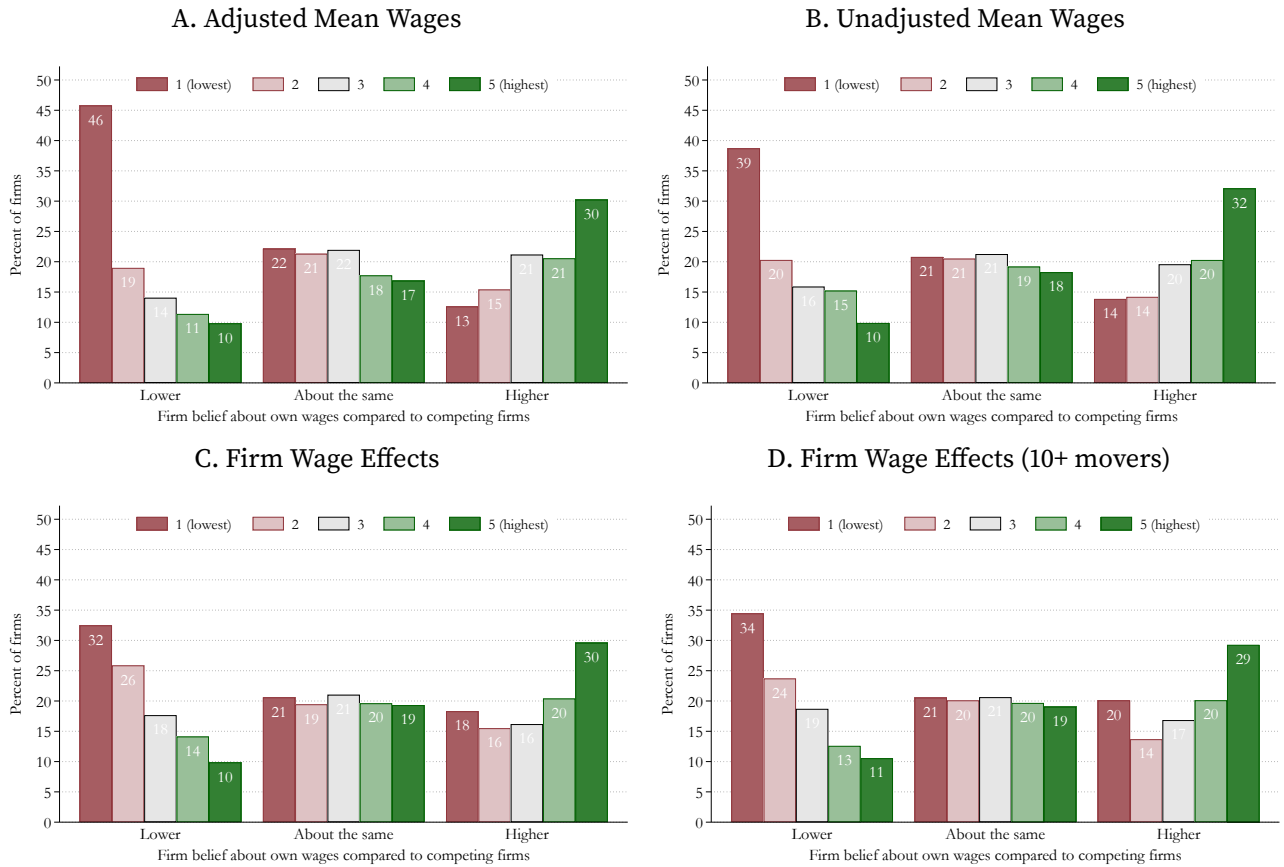 A. Adjusted Mean Wages
50
45
40
35
30
25
20
15
10
5
0
Percent of firms
1 (lowest) 2 3 4 5 (highest)
46 19 14 11 10
22 21 22 18 17
13 15 21 21 30
Lower About the same Higher
Firm belief about own wages compared to competing firms
B. Unadjusted Mean Wages
50
45
40
35
30
25
20
15
10
5
0
Percent of firms
1 (lowest) 2 3 4 5 (highest)
39 20 16 15 10
21 21 21 19 18
14 14 20 20 32
Lower About the same Higher
Firm belief about own wages compared to competing firms
C. Firm Wage Effects
50
45
40
35
30
25
20
15
10
5
0
Percent of firms
1 (lowest) 2 3 4 5 (highest)
32 26 18 14 10
21 19 21 20 19
18 16 16 20 30
Lower About the same Higher
Firm belief about own wages compared to competing firms
D. Firm Wage Effects (10+ movers)
50
45
40
35
30
25
20
15
10
5
0
Percent of firms
1 (lowest) 2 3 4 5 (highest)
34 24 19 13 11
21 20 21 20 19
20 14 17 20 29
Lower About the same Higher
Firm belief about own wages compared to competing firms